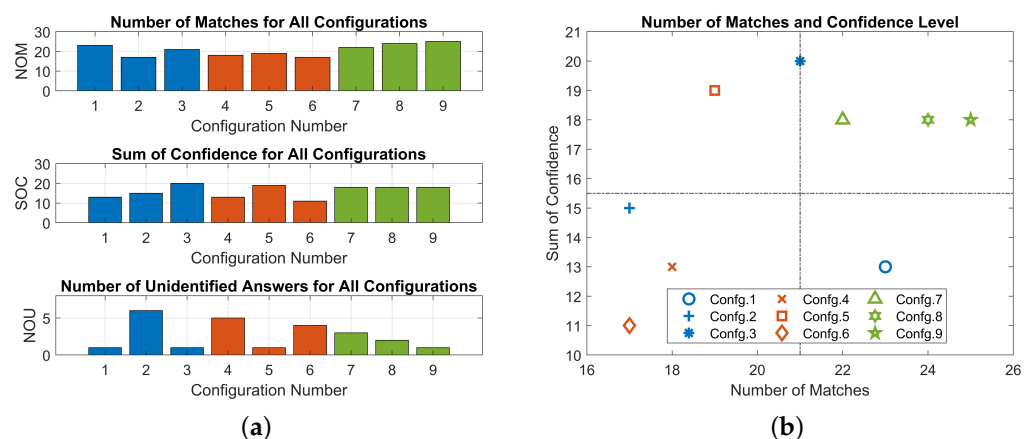 Number of Matches for All Configurations
30
20
10
0
NOM
1 2 3 4 5 6 7 8 9
Configuration Number
Sum of Confidence for All Configurations
30
20
10
0
SOC
1 2 3 4 5 6 7 8 9
Configuration Number
Number of Unidentified Answers for All Configurations
5
0
NOU
1 2 3 4 5 6 7 8 9
Configuration Number
(a)
Number of Matches and Confidence Level
21
20
19
18
17
16
15
14
13
12
11
10
Sum of Confidence
Confg.1 Confg.4 Confg.7
Confg.2 Confg.5 Confg.8
Confg.3 Confg.6 Confg.9
16 18 20 22 24 26
Number of Matches
(b)